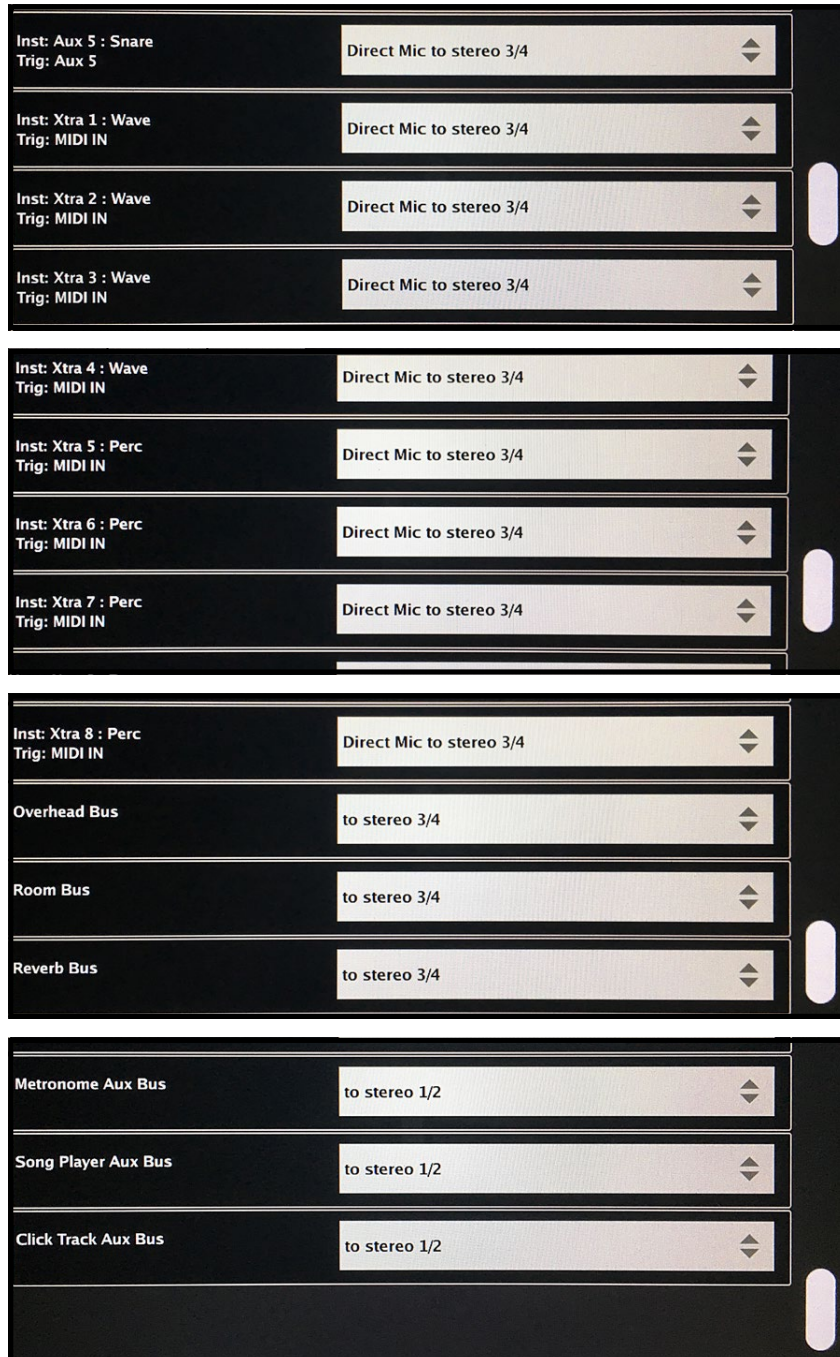 Inst: Aux 5 : Snare
Trig: Aux 5
Direct Mic to stereo 3/4
Inst: Xtra 1 : Wave
Trig: MIDI IN
Direct Mic to stereo 3/4
Inst: Xtra 2 : Wave
Trig: MIDI IN
Direct Mic to stereo 3/4
Inst: Xtra 3 : Wave
Trig: MIDI IN
Direct Mic to stereo 3/4
Inst: Xtra 4 : Wave
Trig: MIDI IN
Direct Mic to stereo 3/4
Inst: Xtra 5 : Perc
Trig: MIDI IN
Direct Mic to stereo 3/4
Inst: Xtra 6 : Perc
Trig: MIDI IN
Direct Mic to stereo 3/4
Inst: Xtra 7 : Perc
Trig: MIDI IN
Direct Mic to stereo 3/4
Inst: Xtra 8 : Perc
Trig: MIDI IN
Direct Mic to stereo 3/4
Overhead Bus
to stereo 3/4
Room Bus
to stereo 3/4
Reverb Bus
to stereo 3/4
Metronome Aux Bus
to stereo 1/2
Song Player Aux Bus
to stereo 1/2
Click Track Aux Bus
to stereo 1/2